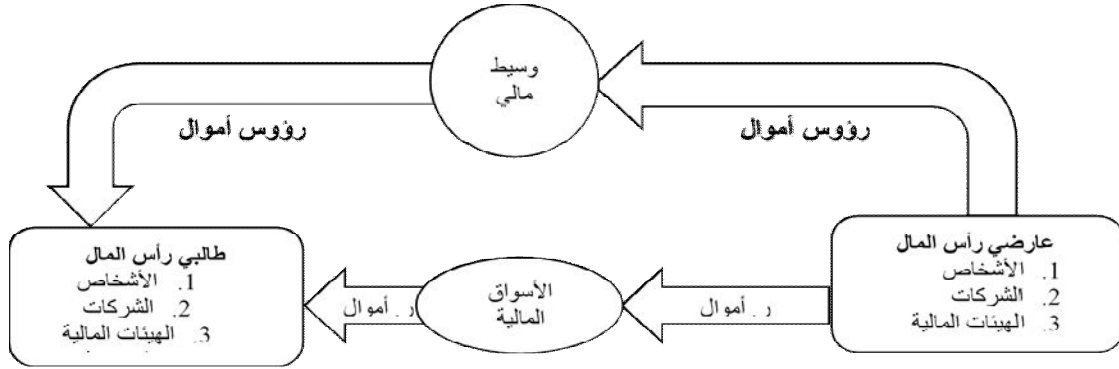 وسيط
مالي
رؤوس أموال
رؤوس أموال
عارضي رأس المال
1. الأشخاص
2. الشركات
3. الهيئات المالية
ر. أموال
الأسواق
المالية
ر. أموال
طالبي رأس المال
1. الأشخاص
2. الشركات
3. الهيئات المالية